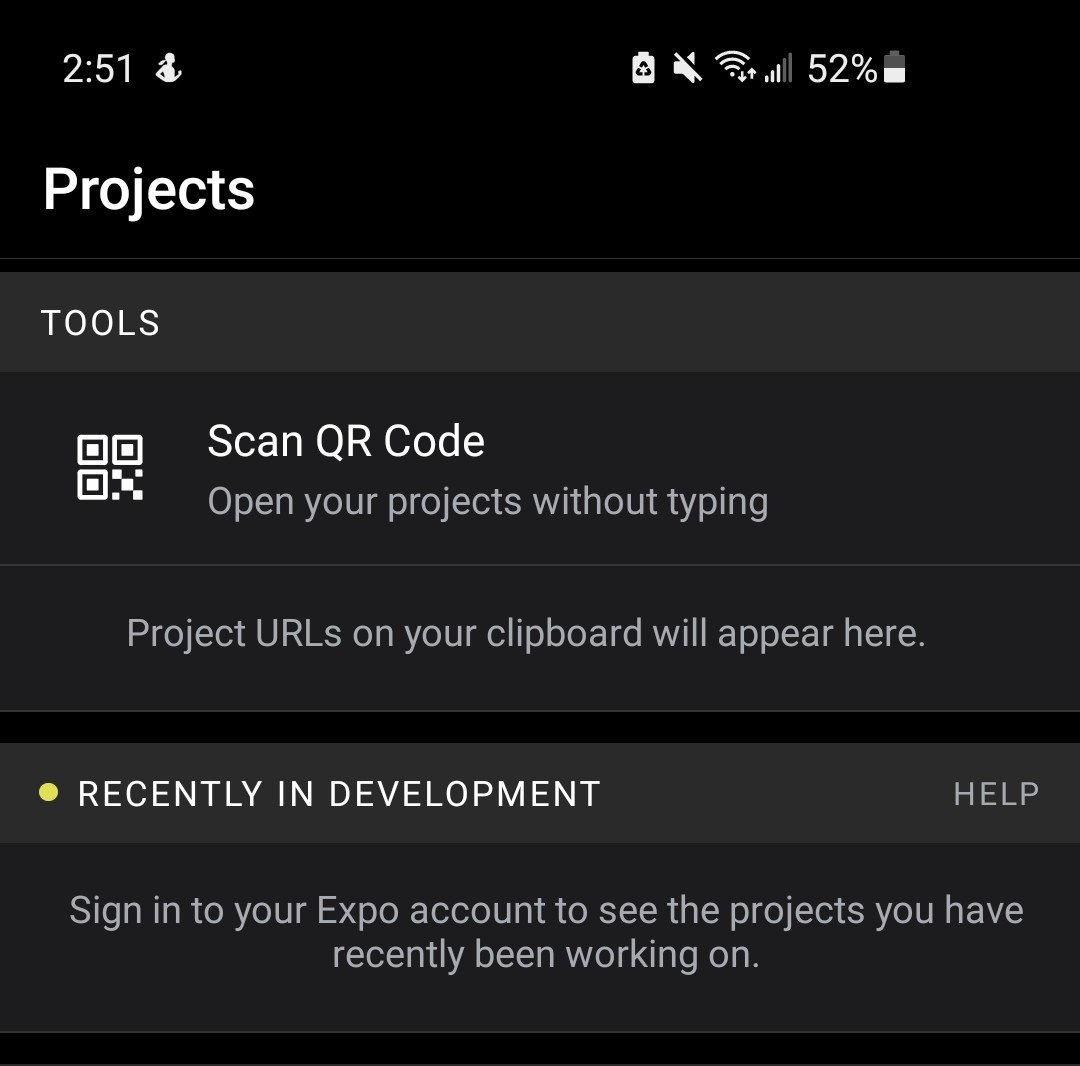 2:51 52%
Projects
TOOLS
Scan QR Code
Open your projects without typing
Project URLs on your clipboard will appear here.
RECENTLY IN DEVELOPMENT HELP
Sign in to your Expo account to see the projects you have
recently been working on.